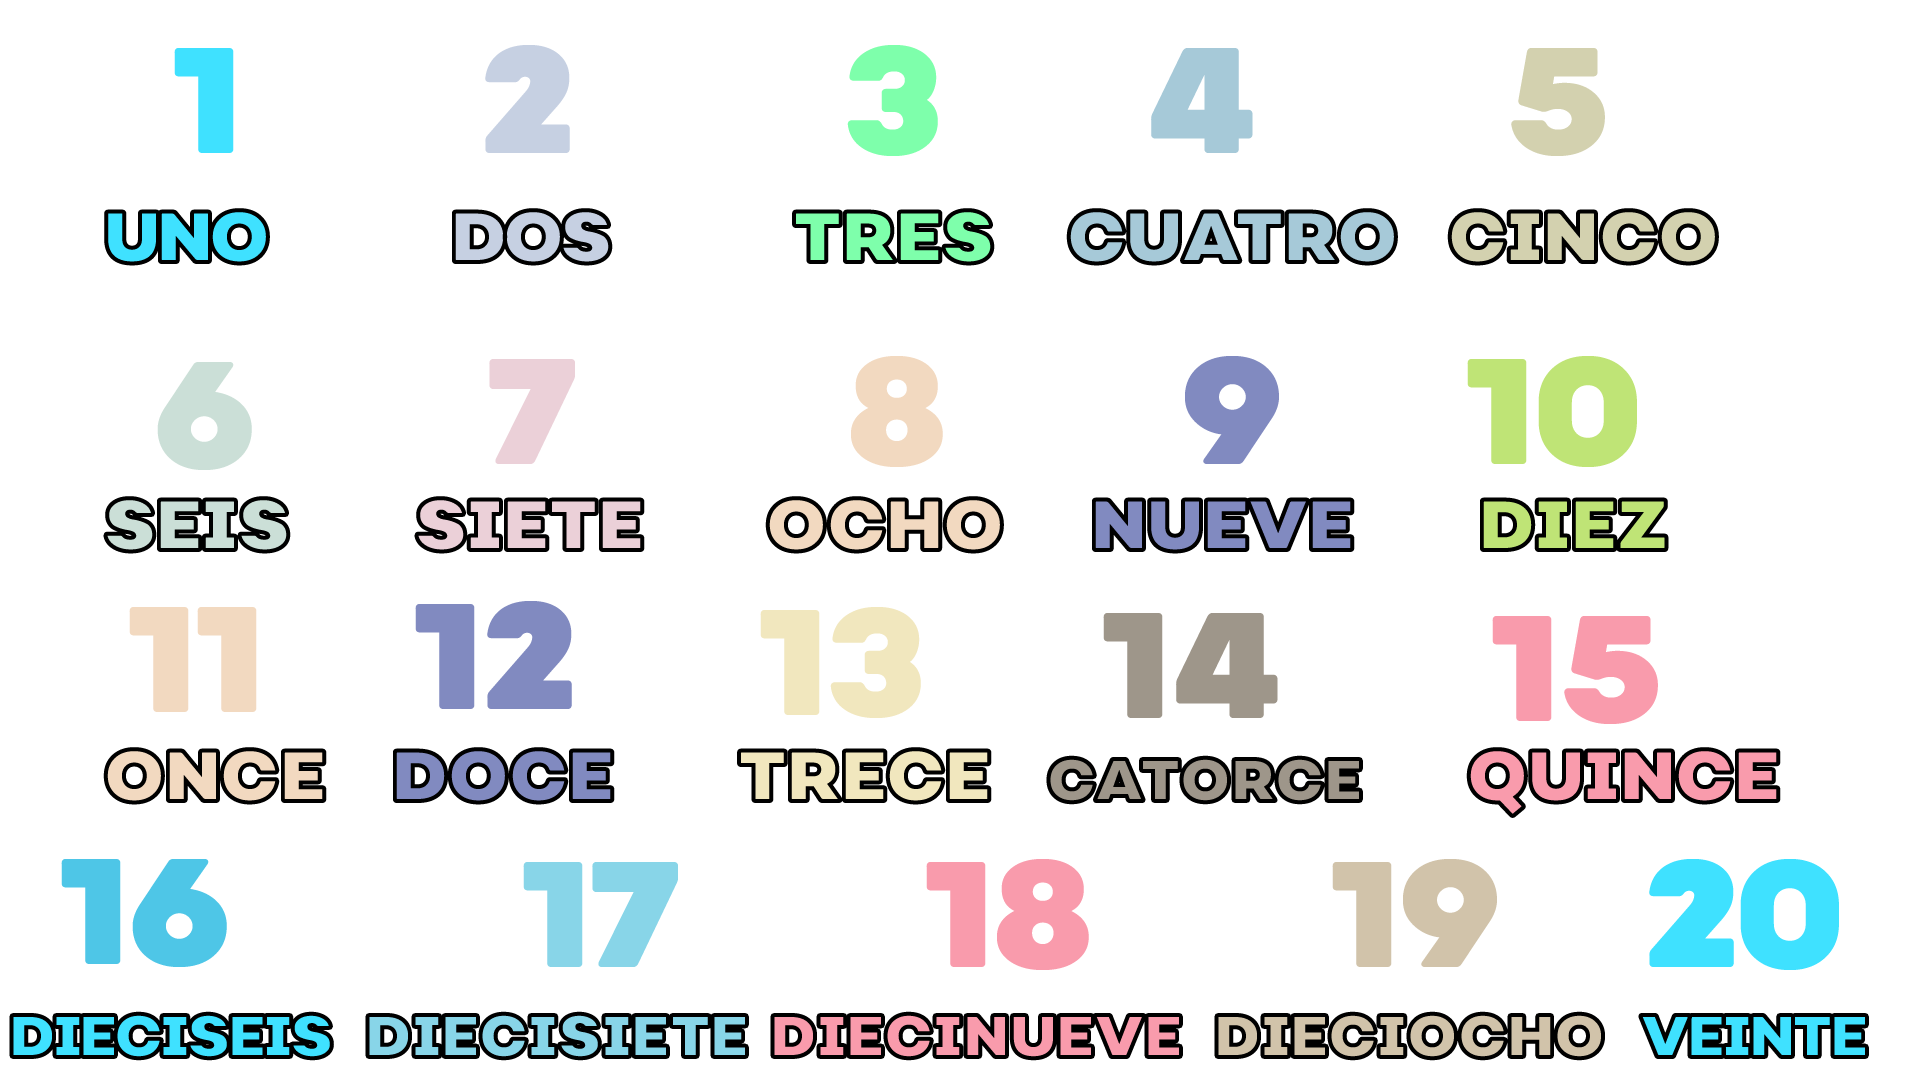 1 2 3 4 5
UNO DOS TRES CUATRO CINCO
6 7 8 9 10
SEIS SIETE OCHO NUEVE DIEZ
11 12 13 14 15
ONCE DOCE TRECE CATORCE QUINCE
16 17 18 19 20
DIECISEIS DIECISIETE DIECINUEVE DIECIOCHO VEINTE